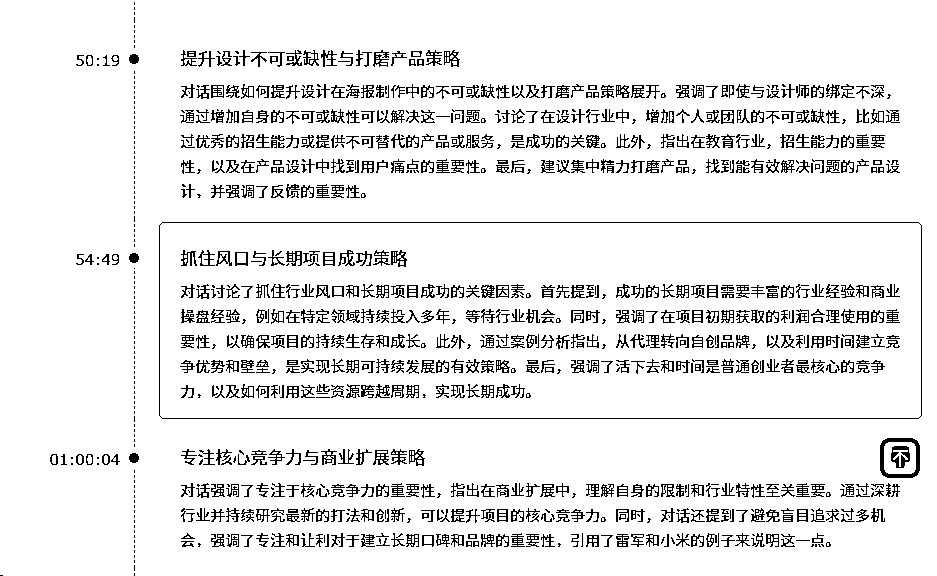 50:19
提升设计不可或缺性与打磨产品策略
对话围绕如何提升设计在海报制作中的不可或缺性以及打磨产品策略展开。强调了即使与设计师的绑定不深，
通过增加自身的不可或缺性可以解决这一问题。讨论了在设计行业中，增加个人或团队的不可或缺性，比如通
过优秀的招生能力或提供不可替代的产品或服务，是成功的关键。此外，指出在教育行业，招生能力的重要
性，以及在产品设计中找到用户痛点的重要性。最后，建议集中精力打磨产品，找到能有效解决问题的产品设
计，并强调了反馈的重要性。
54:49
抓住风口与长期项目成功策略
对话讨论了抓住行业风口和长期项目成功的关键因素。首先提到，成功的长期项目需要丰富的行业经验和商业
操盘经验，例如在特定领域持续投入多年，等待行业机会。同时，强调了在项目初期获取的利润合理使用的重
要性，以确保项目的持续生存和成长。此外，通过案例分析指出，从代理转向自创品牌，以及利用时间建立竞
争优势和壁垒，是实现长期可持续发展的有效策略。最后，强调了活下去和时间是普通创业者最核心的竞争
力，以及如何利用这些资源跨越周期，实现长期成功。
01:00:04
专注核心竞争力与商业扩展策略
对话强调了专注于核心竞争力的重要性，指出在商业扩展中，理解自身的限制和行业特性至关重要。通过深耕
行业并持续研究最新的打法和创新，可以提升项目的核心竞争力。同时，对话还提到了避免盲目追求过多机
会，强调了专注和让利对于建立长期口碑和品牌的重要性，引用了雷军和小米的例子来说明这一点。